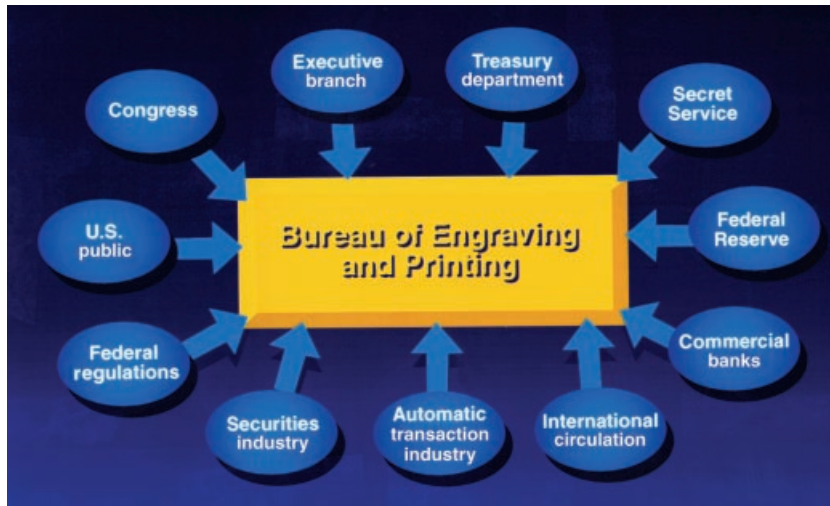 Executive
branch
Treasury
department
Congress
Secret
Service
U.S.
public
Bureau of Engraving
and Printing
Federal
Reserve
Federal
regulations
Commercial
banks
Securities
industry
Automatic
transaction
industry
International
circulation